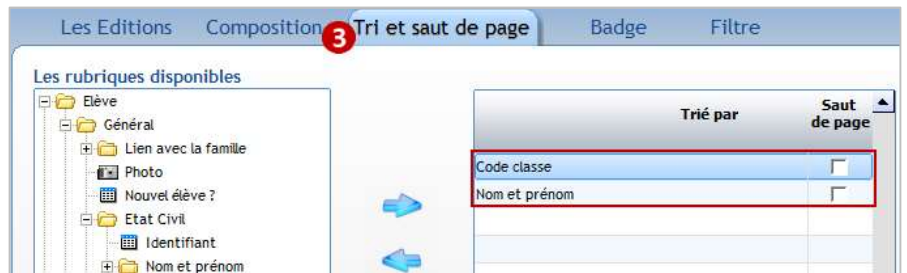 Les Editions Composition 3 Tri et saut de page Badge Filtre
Les rubriques disponibles
Elève
Général
Lien avec la famille
Photo
Nouvel élève ?
Etat Civil
Identifiant
Nom et prénom
Trié par
Saut
de page
Code classe
Nom et prénom